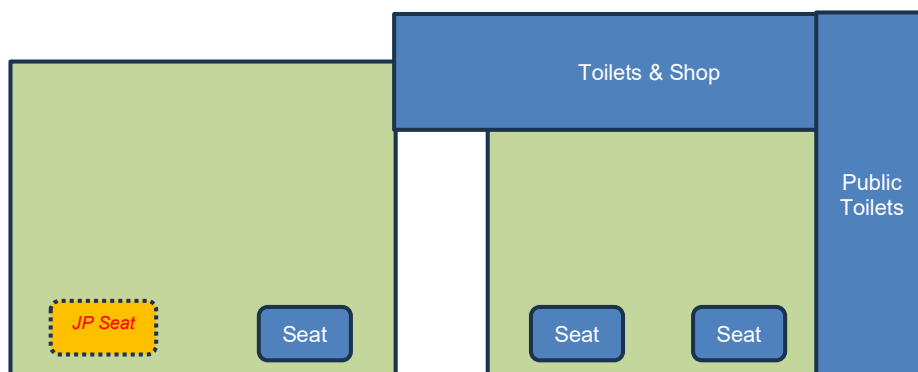 Toilets & Shop
Public
Toilets
JP Seat
Seat
Seat
Seat